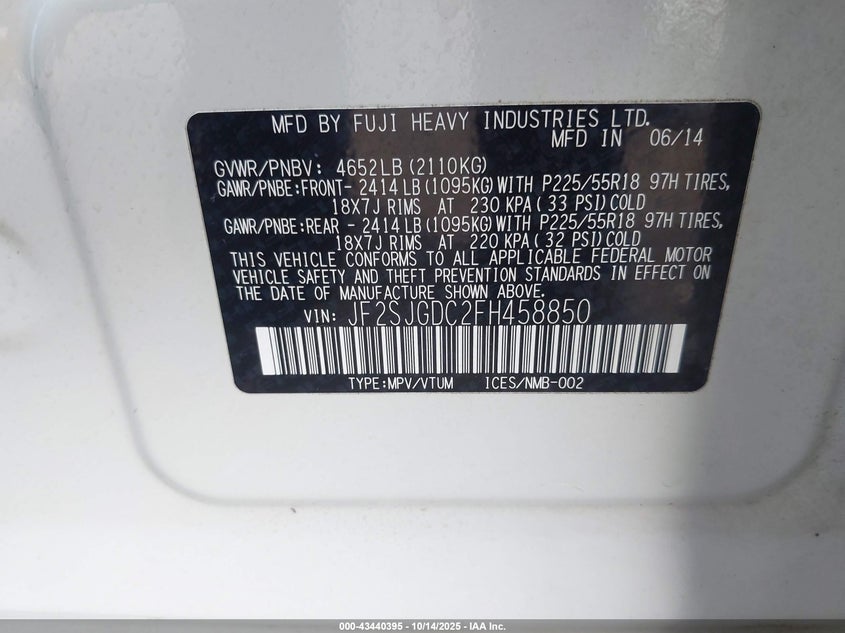 MFD BY FUJI HEAVY INDUSTRIES LTD.
MFD IN 06/14
GVWR/PNBV: 4652LB (2110KG)
GAWR/PNBE:FRONT- 2414LB (1095KG) WITH P225/55R18 97H TIRES,
18X7J RIMS AT 230 KPA ( 33 PSI) COLD
GAWR/PNBE:REAR - 2414LB (1095KG) WITH P225/55R18 97H TIRES,
18X7J RIMS AT 220 KPA ( 32 PSI) COLD
THIS VEHICLE CONFORMS TO ALL APPLICABLE FEDERAL MOTOR
VEHICLE SAFETY AND THEFT PREVENTION STANDARDS IN EFFECT ON
THE DATE OF MANUFACTURE SHOWN ABOVE.
VIN: JF2SJGDC2FH458850
TYPE:MPV/VTUM ICES/NMB-002
000-43440395 - 10/14/2025 - IAA Inc.